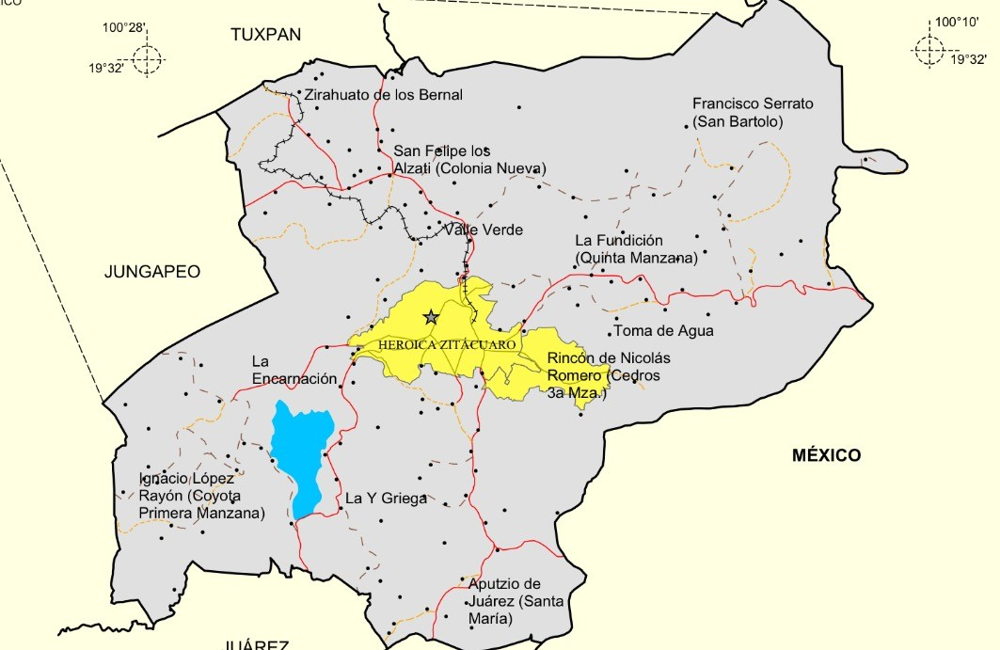 ICO
100°28'
TUXPAN
100°10'
19°32'
19°32'
Zirahuato de los Bernal
Francisco Serrato
(San Bartolo)
San Felipe los
Alzati (Colonia Nueva)
Valle Verde
La Fundición
(Quinta Manzana)
JUNGAPEO
Toma de Agua
HEROICA ZITÁCUARO
La
Encarnación
Rincón de Nicolás
Romero (Cedros
3a Mza.)
MÉXICO
Ignacio López
Rayón (Coyota
Primera Manzana)
La Y Griega
Aputzio de
Juárez (Santa
María)
JUÁREZ